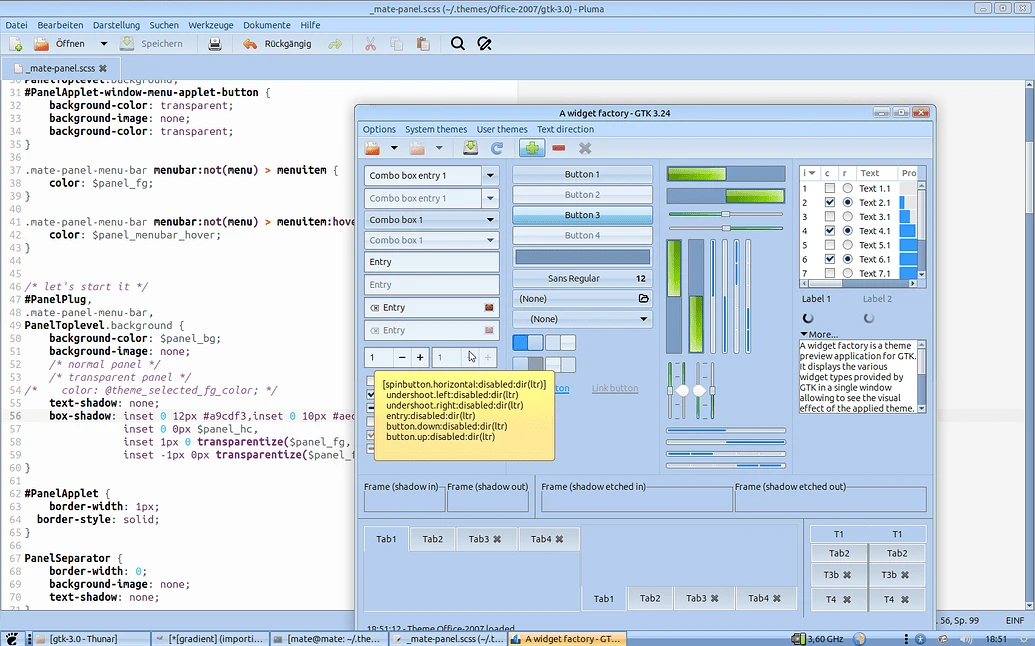 _mate-panel.scss (~/.themes/Office-2007/gtk-3.0) - Pluma
Datei Bearbeiten Darstellung Suchen Werkzeuge Dokumente Hilfe
Öffnen Speichern Rückgängig
_mate-panel.scss
30 PanelToplevel.background,
31 #PanelApplet-window-menu-applet-button {
32 background-color: transparent;
33 background-image: none;
34 background-color: transparent;
35 }
36
37 .mate-panel-menu-bar menubar:not(menu) > menuitem {
38 color: $panel_fg;
39 }
40
41 .mate-panel-menu-bar menubar:not(menu) > menuitem:hove
42 color: $panel_menubar_hover;
43 }
44
45
46 /* let's start it */
47 #PanelPlug,
48 .mate-panel-menu-bar,
49 PanelToplevel.background {
50 background-color: $panel_bg;
51 background-image: none;
52 /* normal panel */
53 /* transparent panel */
54 /* color: @theme_selected_fg_color; */
55 text-shadow: none;
56 box-shadow: inset 0 12px #a9cdf3,inset 0 10px #aec
57 inset 0 0px $panel_hc,
58 inset 1px 0 transparentize($panel_fg,
59 inset -1px 0px transparentize($panel_f
60 }
61
62 #PanelApplet {
63 border-width: 1px;
64 border-style: solid;
65 }
66
67 PanelSeparator {
68 border-width: 0;
69 background-image: none;
70 text-shadow: none;
71 }
A widget factory - GTK 3.24
Options System themes User themes Text direction
Combo box entry 1
Combo box entry 1
Combo box 1
Combo box 1
Entry
Entry
Entry
Entry
1 − + 1 +
[spinbutton.horizontal:disabled:dir(ltr)]
undershoot.left:disabled:dir(ltr)
undershoot.right:disabled:dir(ltr)
entry:disabled:dir(ltr)
button.down:disabled:dir(ltr)
button.up:disabled:dir(ltr)
Button 1
Button 2
Button 3
Button 4
Sans Regular 12
(None)
(None)
Link button
i c r Text Pro
1 Text 1.1
2 Text 2.1
3 Text 3.1
4 Text 4.1
5 Text 5.1
6 Text 6.1
7 Text 7.1
Label 1 Label 2
More...
A widget factory is a theme
preview application for GTK.
It displays the various
widget types provided by
GTK in a single window
allowing to see the visual
effect of the applied theme.
Frame (shadow in) Frame (shadow out) Frame (shadow etched in) Frame (shadow etched out)
Tab1 Tab2 Tab3 Tab4
Tab1 Tab2 Tab3 Tab4
T1 T1
Tab2 Tab2
T3b T3b
T4 T4
18:51:12 - Theme Office-2007 loaded
56, Sp. 99 EINF
[gtk-3.0 - Thunar] [*[gradient] (importi... [mate@mate: ~/.the... _mate-panel.scss (~/.t... A widget factory - GT... 3,60 GHz 18:51